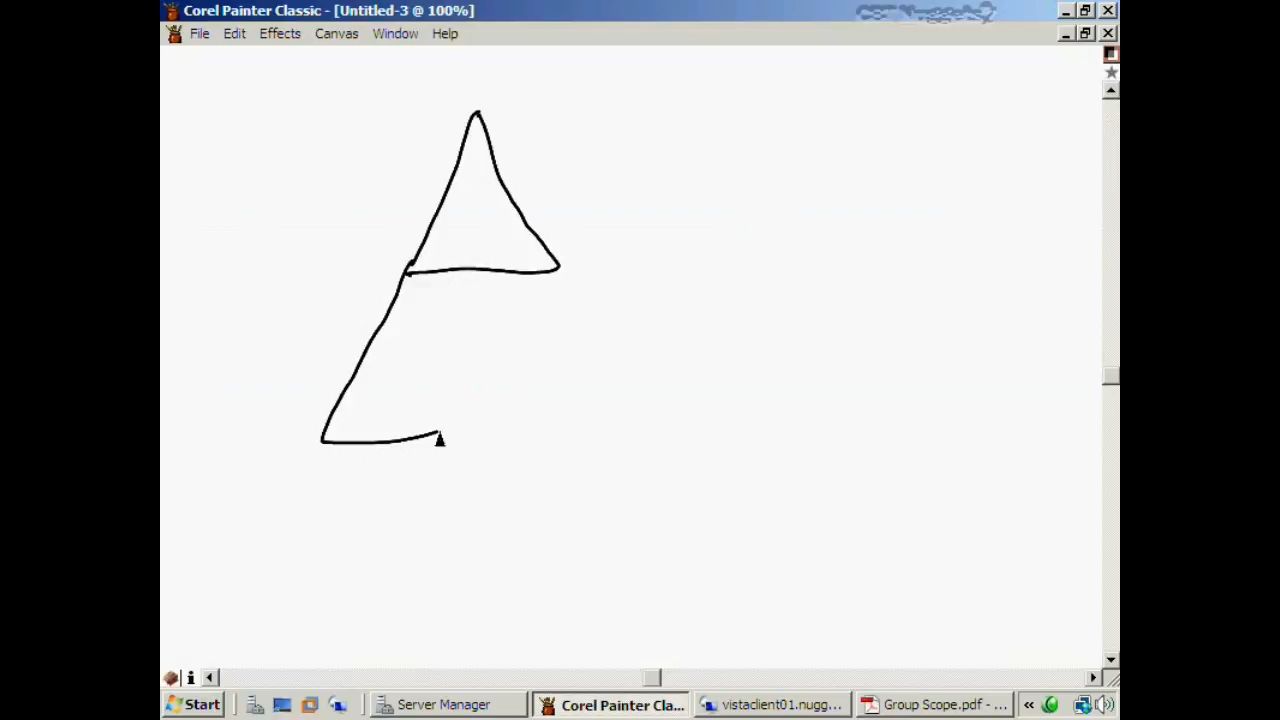 Corel Painter Classic - [Untitled-3 @ 100%]
File Edit Effects Canvas Window Help
Start Server Manager Corel Painter Cla... vistaclient01.nugg... Group Scope.pdf - ... «